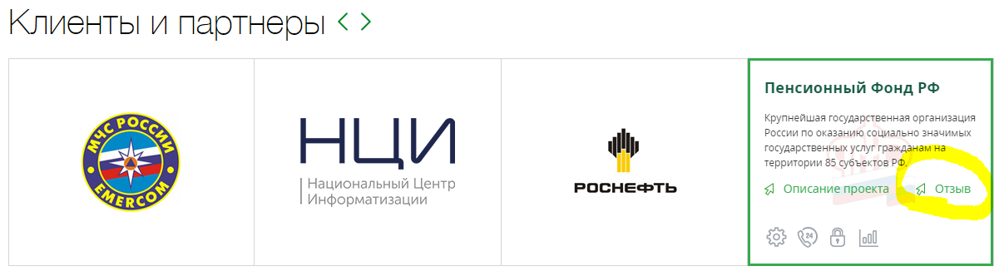 Клиенты и партнеры
МЧС РОССИИ
EMERCOM
НЦИ
Национальный Центр
Информатизации
РОСНЕФТЬ
Пенсионный Фонд РФ
Крупнейшая государственная организация
России по оказанию социально значимых
государственных услуг гражданам на
территории 85 субъектов РФ.
Описание проекта Отзыв
24